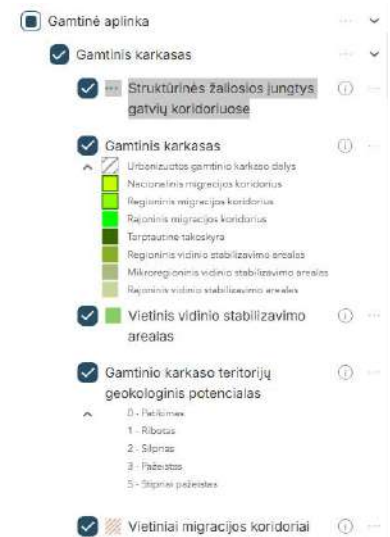 Gamtinė aplinka
Gamtinis karkasas
Struktūrinės žaliosios jungtys
gatvių koridoriuose
Gamtinis karkasas
Urbanizuotos gamtinio karkaso dalys
Nacionalinis migracijos koridorius
Regioninis migracijos koridorius
Rajoninis migracijos koridorius
Tarptautinė takoskyra
Regioninis vidinio stabilizavimo arealas
Mikroregioninis vidinio stabilizavimo arealas
Rajoninis vidinio stabilizavimo arealas
Vietinis vidinio stabilizavimo
arealas
Gamtinio karkaso teritorijų
geoekologinis potencialas
0 - Patikimas
1 - Ribotas
2 - Silpnas
3 - Pažeistas
5 - Stipriai pažeistas
Vietiniai migracijos koridoriai